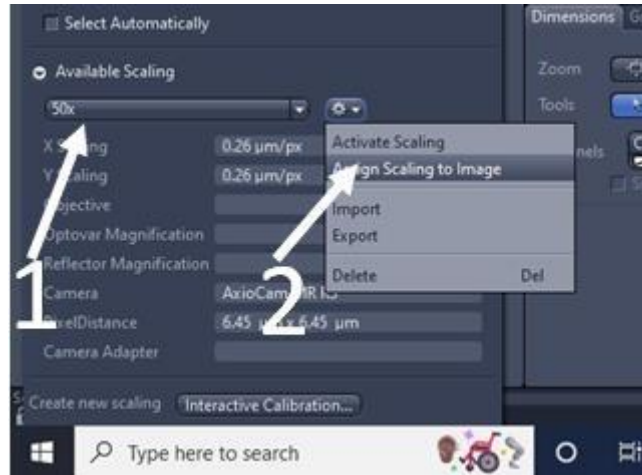 Select Automatically
Available Scaling
50x
X Scaling 0.26 µm/px
Y Scaling 0.26 µm/px
Objective
Optovar Magnification
Reflector Magnification
Camera AxioCam
PixelDistance 6.45 µm x 6.45 µm
Camera Adapter
Create new scaling Interactive Calibration...
Activate Scaling
Assign Scaling to Image
Import
Export
Delete Del
1
2
Dimensions
Zoom
Tools
Type here to search